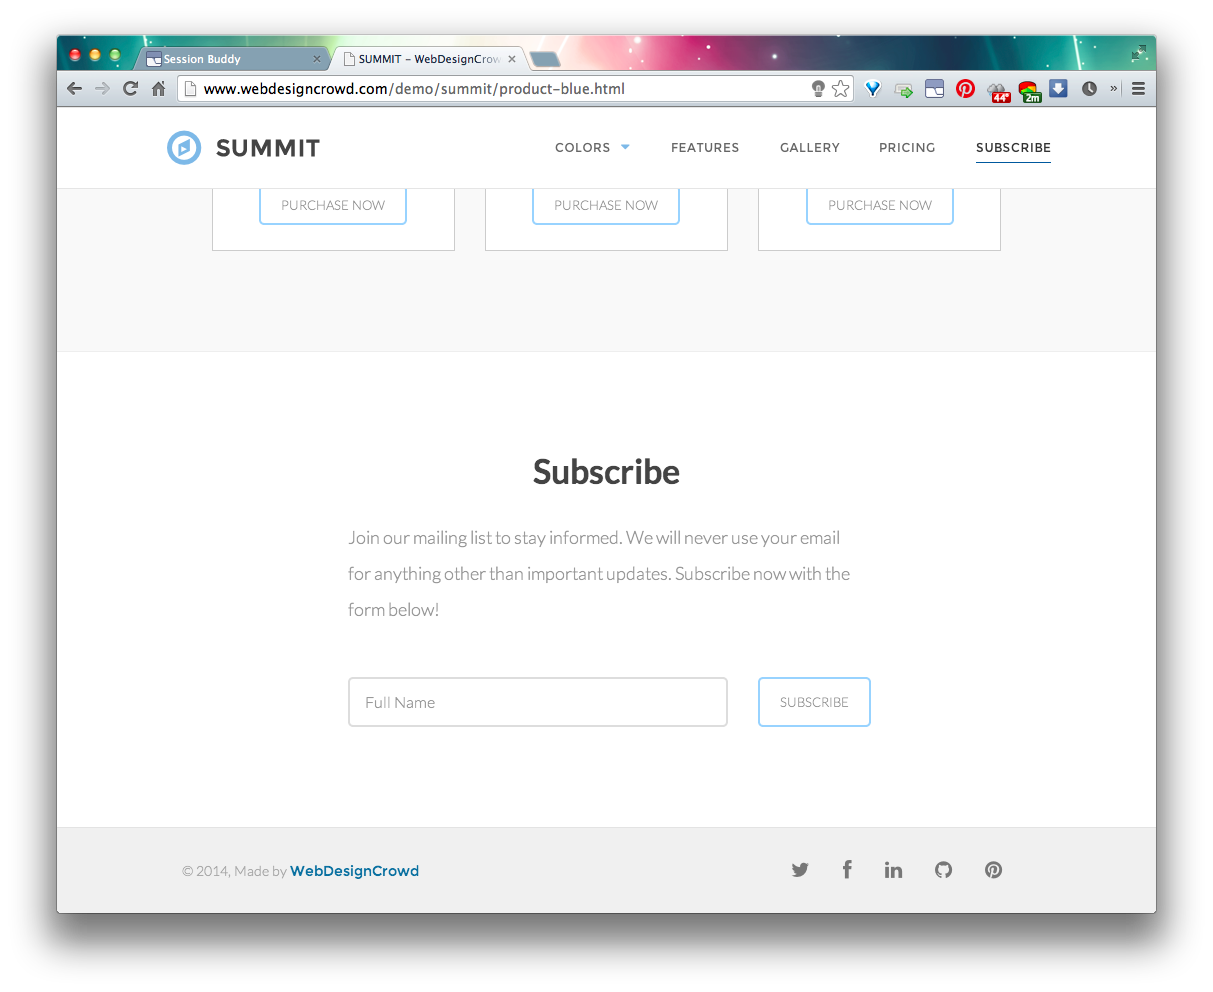 Session Buddy
SUMMIT – WebDesignCrow
www.webdesigncrowd.com/demo/summit/product-blue.html
44°
2m
»
SUMMIT
COLORS
FEATURES
GALLERY
PRICING
SUBSCRIBE
PURCHASE NOW
PURCHASE NOW
PURCHASE NOW
Subscribe
Join our mailing list to stay informed. We will never use your email
for anything other than important updates. Subscribe now with the
form below!
Full Name
SUBSCRIBE
© 2014, Made by WebDesignCrowd